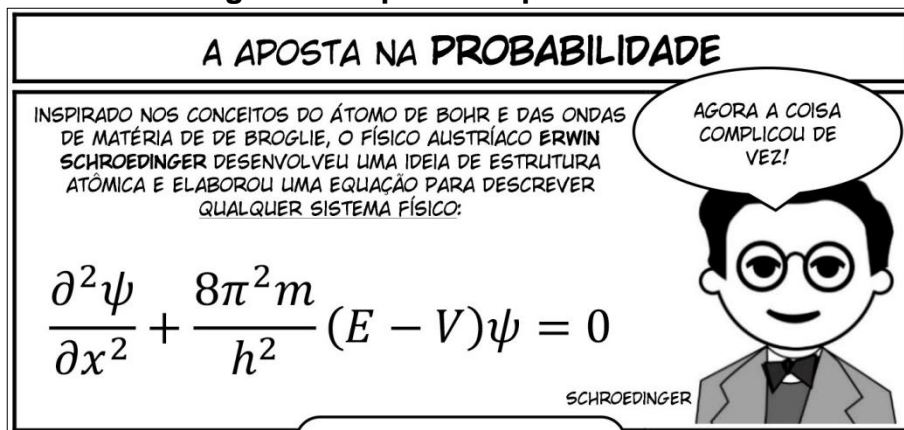 A APOSTA NA PROBABILIDADE
INSPIRADO NOS CONCEITOS DO ÁTOMO DE BOHR E DAS ONDAS
DE MATÉRIA DE DE BROGLIE, O FÍSICO AUSTRÍACO ERWIN
SCHROEDINGER DESENVOLVEU UMA IDEIA DE ESTRUTURA
ATÔMICA E ELABOROU UMA EQUAÇÃO PARA DESCREVER
QUALQUER SISTEMA FÍSICO:
AGORA A COISA
COMPLICOU DE
VEZ!
∂²ψ/∂x² + 8π²m/h² (E − V)ψ = 0
SCHROEDINGER